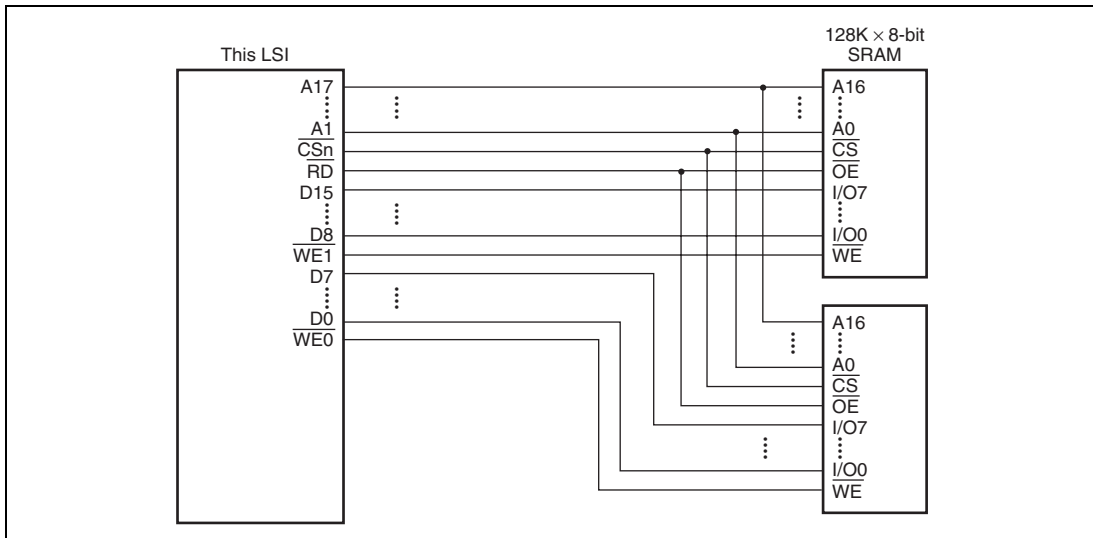 This LSI
A17
A1
CSn
RD
D15
D8
WE1
D7
D0
WE0
128K × 8-bit
SRAM
A16
A0
CS
OE
I/O7
I/O0
WE
A16
A0
CS
OE
I/O7
I/O0
WE